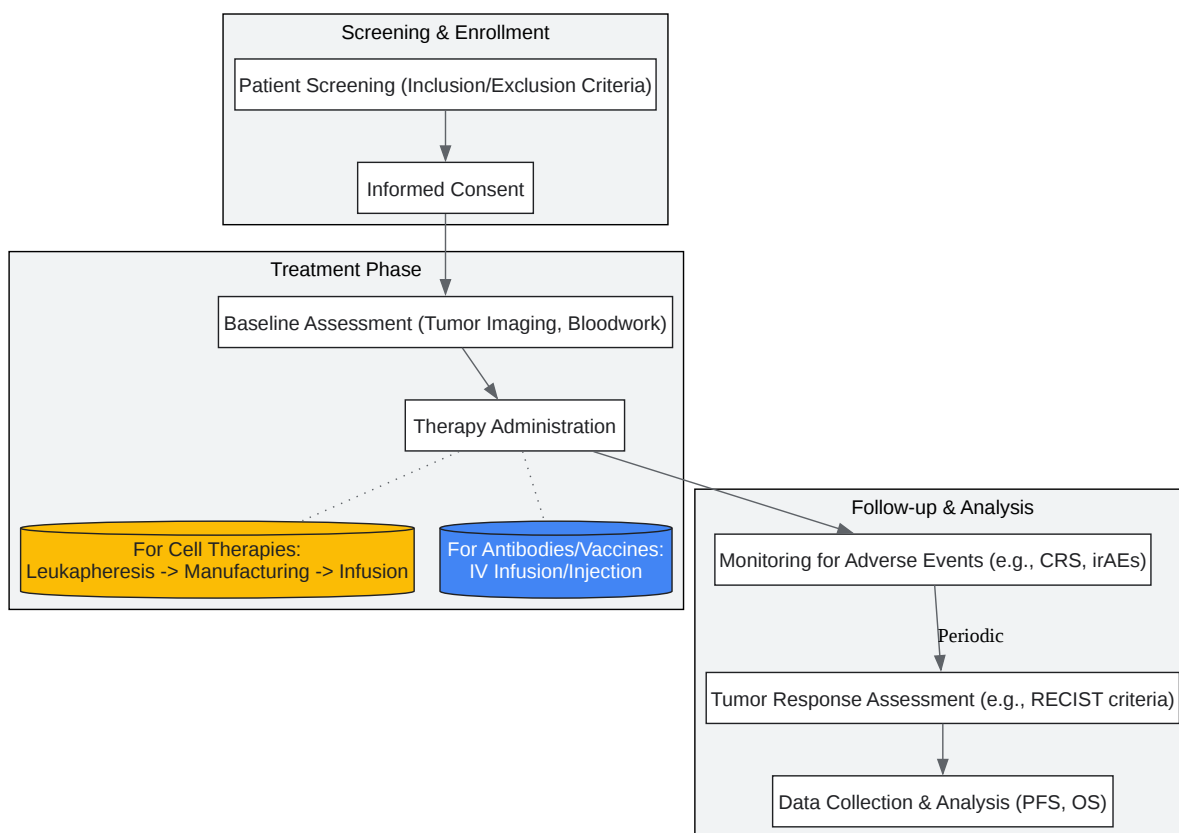 Screening & Enrollment
Patient Screening (Inclusion/Exclusion Criteria)
Informed Consent
Treatment Phase
Baseline Assessment (Tumor Imaging, Bloodwork)
Therapy Administration
For Cell Therapies:
Leukapheresis -> Manufacturing -> Infusion
For Antibodies/Vaccines:
IV Infusion/Injection
Follow-up & Analysis
Monitoring for Adverse Events (e.g., CRS, irAEs)
Periodic
Tumor Response Assessment (e.g., RECIST criteria)
Data Collection & Analysis (PFS, OS)